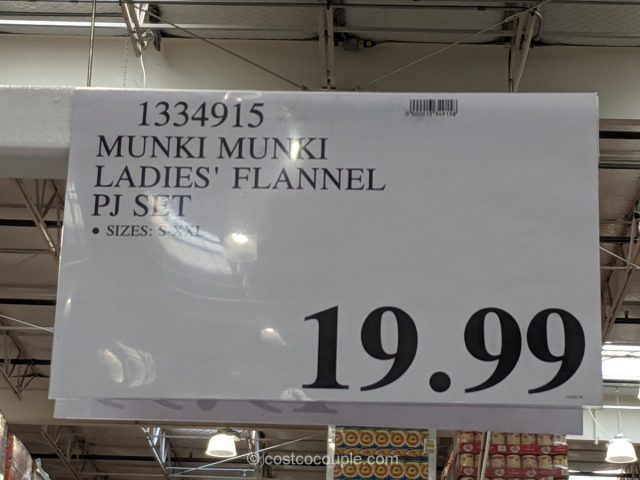 1334915
MUNKI MUNKI
LADIES' FLANNEL
PJ SET
• SIZES: S-XXL
19.99
© costcocouple.com